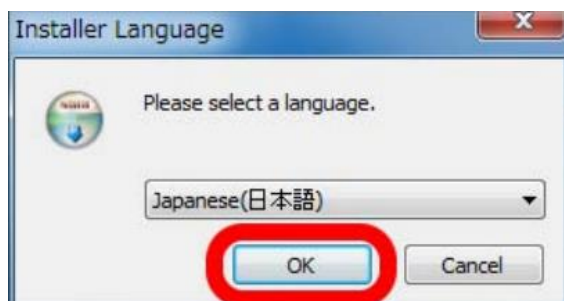 Installer Language
Please select a language.
Japanese(日本語)
OK
Cancel